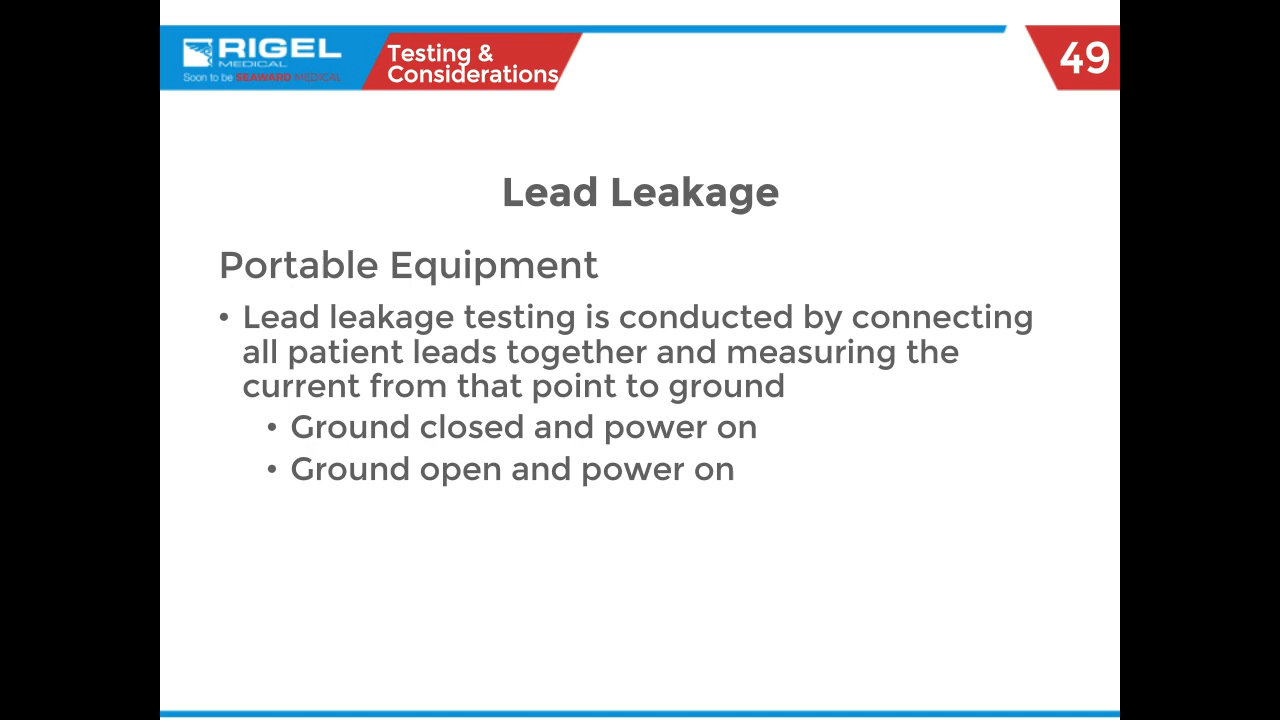 RIGEL
MEDICAL
Soon to be SEAWARD MEDICAL
Testing &
Considerations
49
Lead Leakage
Portable Equipment
• Lead leakage testing is conducted by connecting
all patient leads together and measuring the
current from that point to ground
• Ground closed and power on
• Ground open and power on